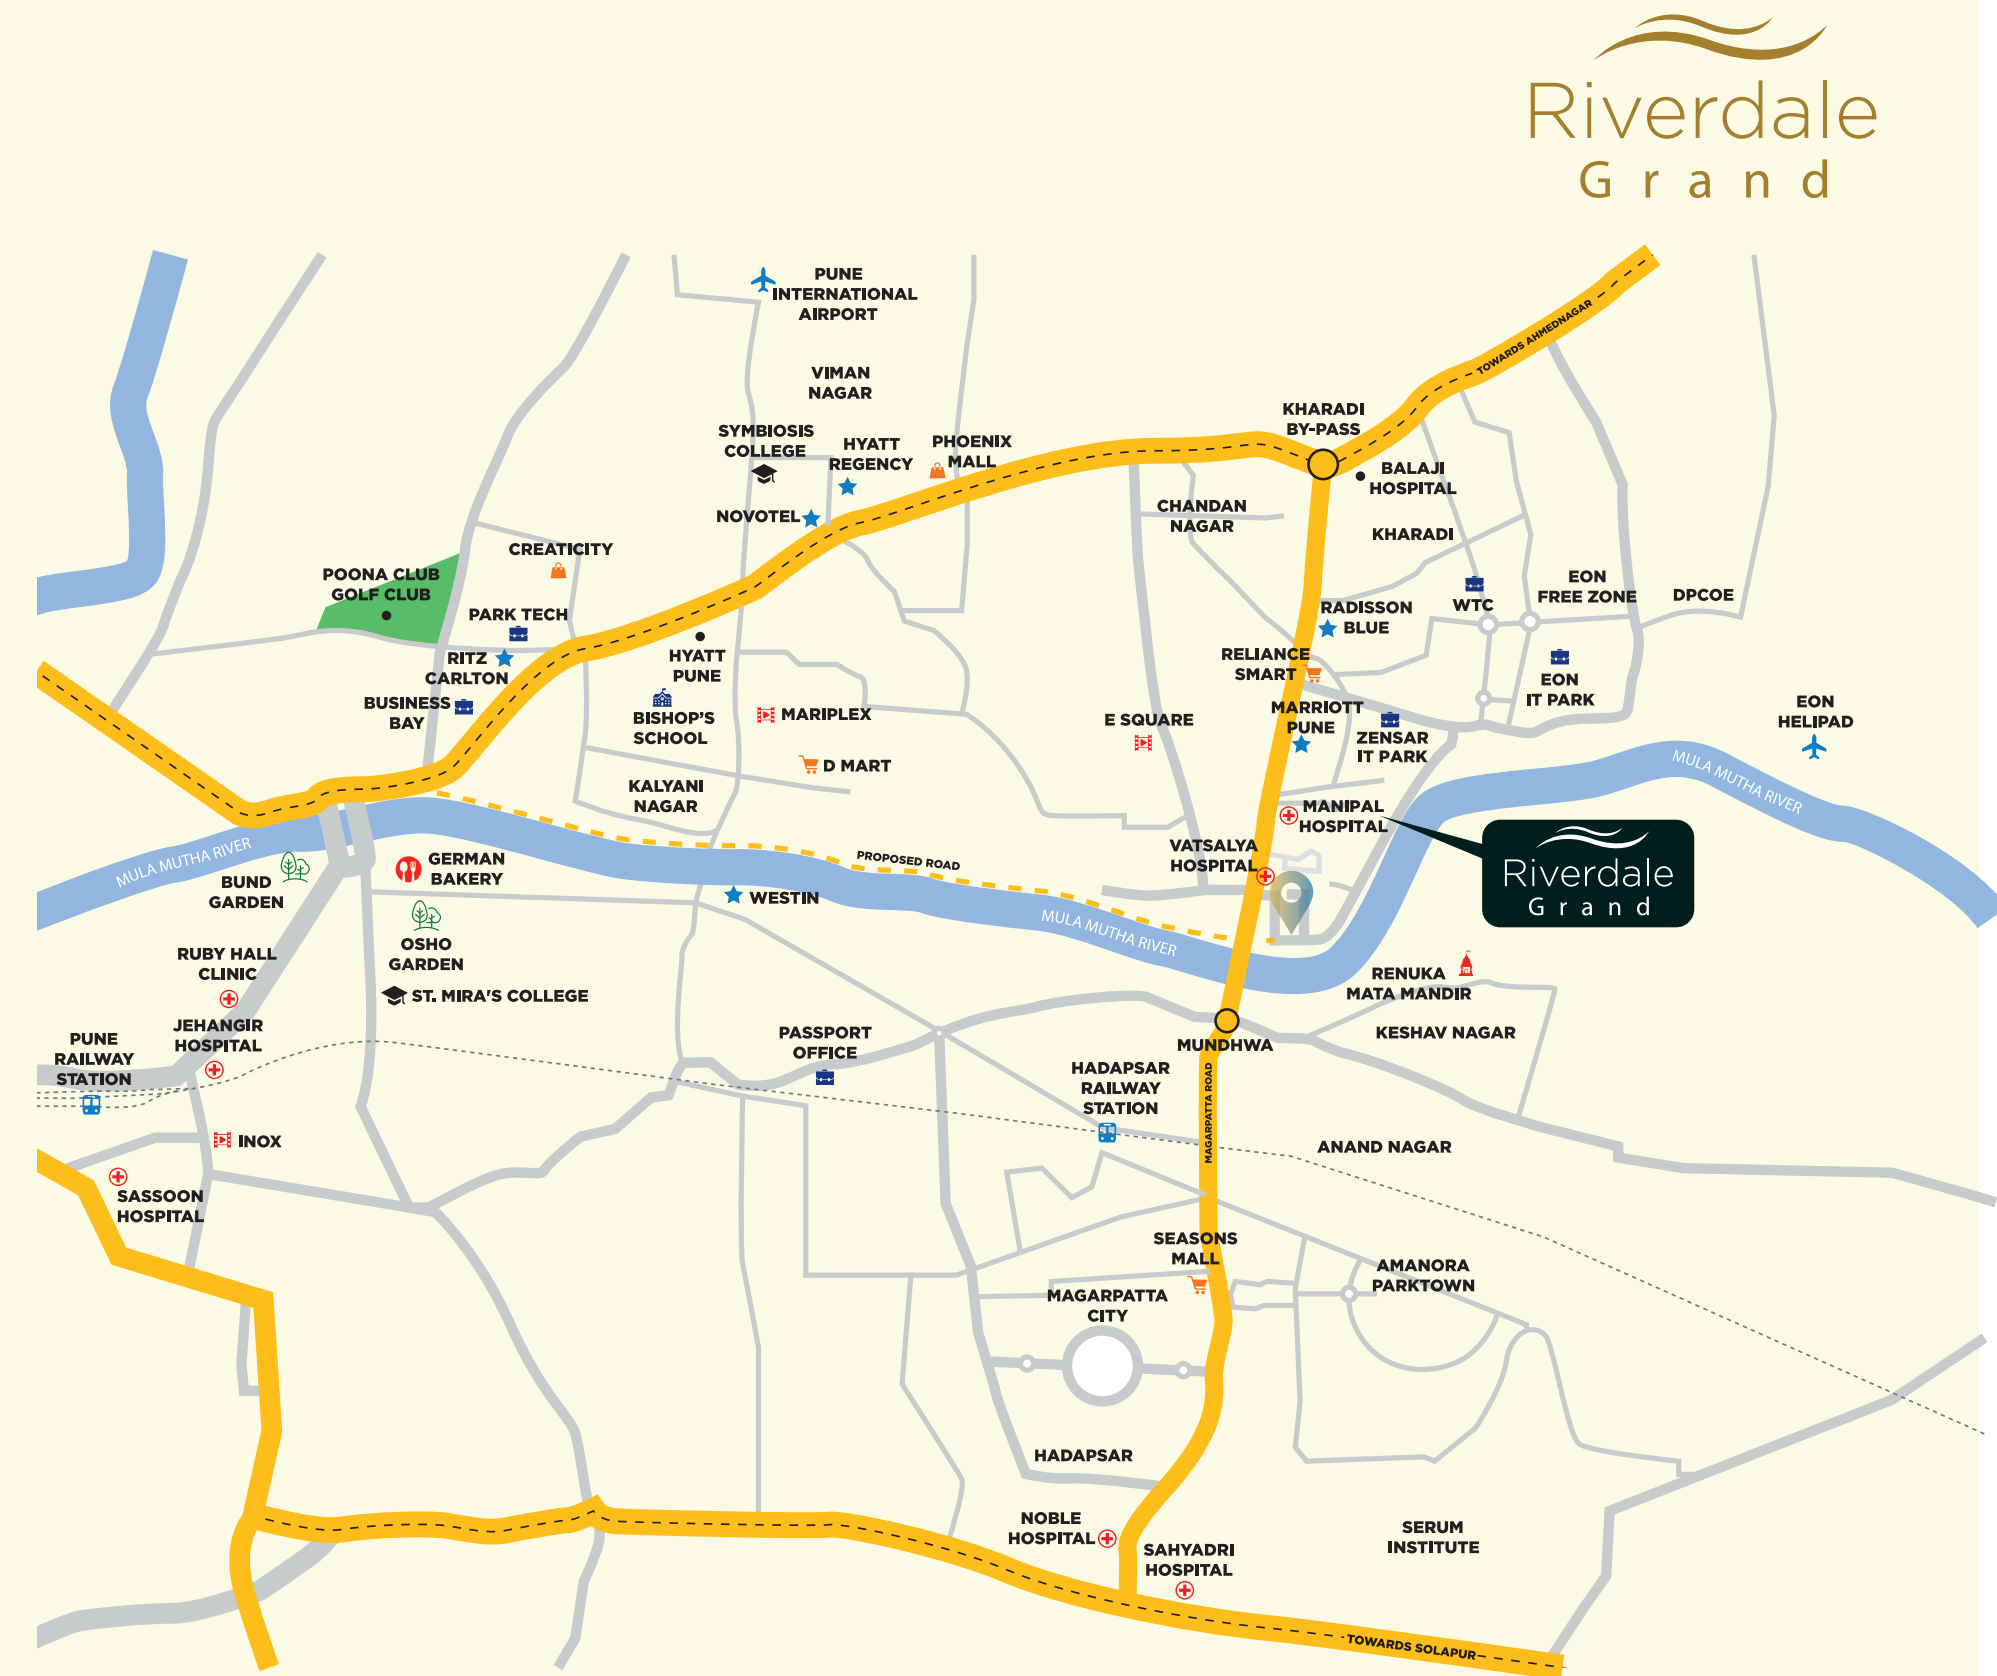 Riverdale
Grand
PUNE
INTERNATIONAL
AIRPORT
TOWARDS AHMEDNAGAR
VIMAN
NAGAR
KHARADI
BY-PASS
SYMBIOSIS
COLLEGE
HYATT
REGENCY
PHOENIX
MALL
BALAJI
HOSPITAL
NOVOTEL
CHANDAN
NAGAR
KHARADI
CREATICITY
POONA CLUB
GOLF CLUB
EON
FREE ZONE
DPCOE
WTC
PARK TECH
RADISSON
BLUE
RITZ
CARLTON
HYATT
PUNE
RELIANCE
SMART
EON
IT PARK
BUSINESS
BAY
BISHOP'S
SCHOOL
MARIPLEX
E SQUARE
MARRIOTT
PUNE
ZENSAR
IT PARK
EON
HELIPAD
D MART
KALYANI
NAGAR
MULA MUTHA RIVER
MANIPAL
HOSPITAL
MULA MUTHA RIVER
VATSALYA
HOSPITAL
PROPOSED ROAD
Riverdale
Grand
GERMAN
BAKERY
BUND
GARDEN
WESTIN
MULA MUTHA RIVER
OSHO
GARDEN
RUBY HALL
CLINIC
ST. MIRA'S COLLEGE
RENUKA
MATA MANDIR
JEHANGIR
HOSPITAL
PASSPORT
OFFICE
KESHAV NAGAR
MUNDHWA
PUNE
RAILWAY
STATION
HADAPSAR
RAILWAY
STATION
MAGARPATTA ROAD
INOX
ANAND NAGAR
SASSOON
HOSPITAL
SEASONS
MALL
AMANORA
PARKTOWN
MAGARPATTA
CITY
HADAPSAR
NOBLE
HOSPITAL
SAHYADRI
HOSPITAL
SERUM
INSTITUTE
TOWARDS SOLAPUR